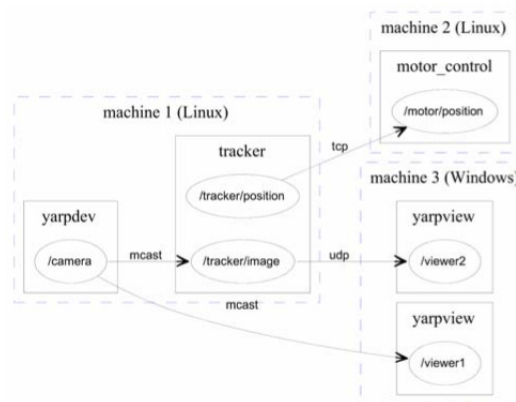 machine 2 (Linux)
motor_control
/motor/position
machine 1 (Linux)
tracker
tcp
/tracker/position
machine 3 (Windows)
yarpdev
yarpview
/camera
mcast
/tracker/image
udp
/viewer2
mcast
yarpview
/viewer1